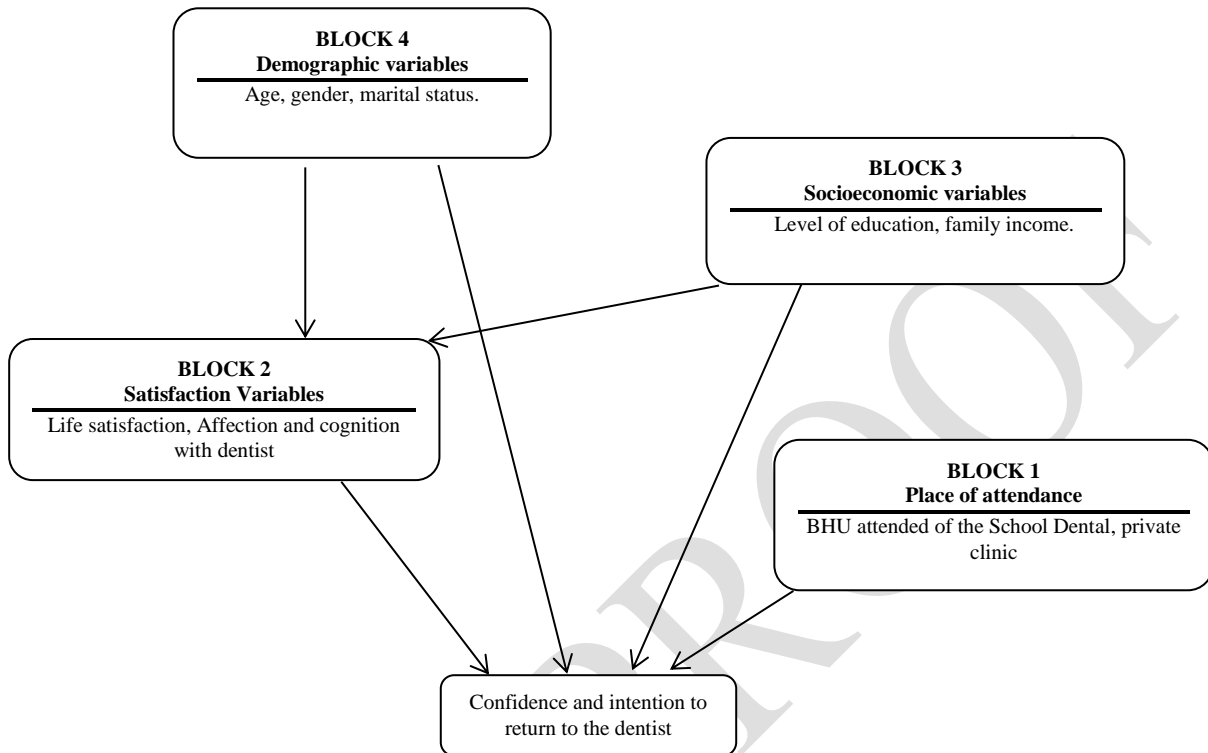 BLOCK 4
Demographic variables
Age, gender, marital status.
BLOCK 3
Socioeconomic variables
Level of education, family income.
BLOCK 2
Satisfaction Variables
Life satisfaction, Affection and cognition
with dentist
BLOCK 1
Place of attendance
BHU attended of the School Dental, private
clinic
Confidence and intention to
return to the dentist
PROOF